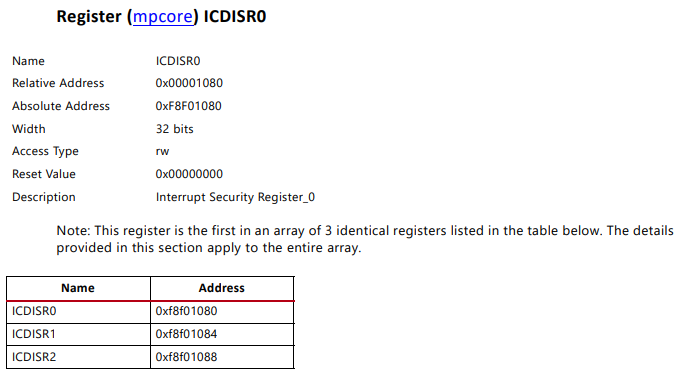 Register (mpcore) ICDISR0
Name ICDISR0
Relative Address 0x00001080
Absolute Address 0xF8F01080
Width 32 bits
Access Type rw
Reset Value 0x00000000
Description Interrupt Security Register_0
Note: This register is the first in an array of 3 identical registers listed in the table below. The details
provided in this section apply to the entire array.
Name Address
ICDISR0 0xf8f01080
ICDISR1 0xf8f01084
ICDISR2 0xf8f01088